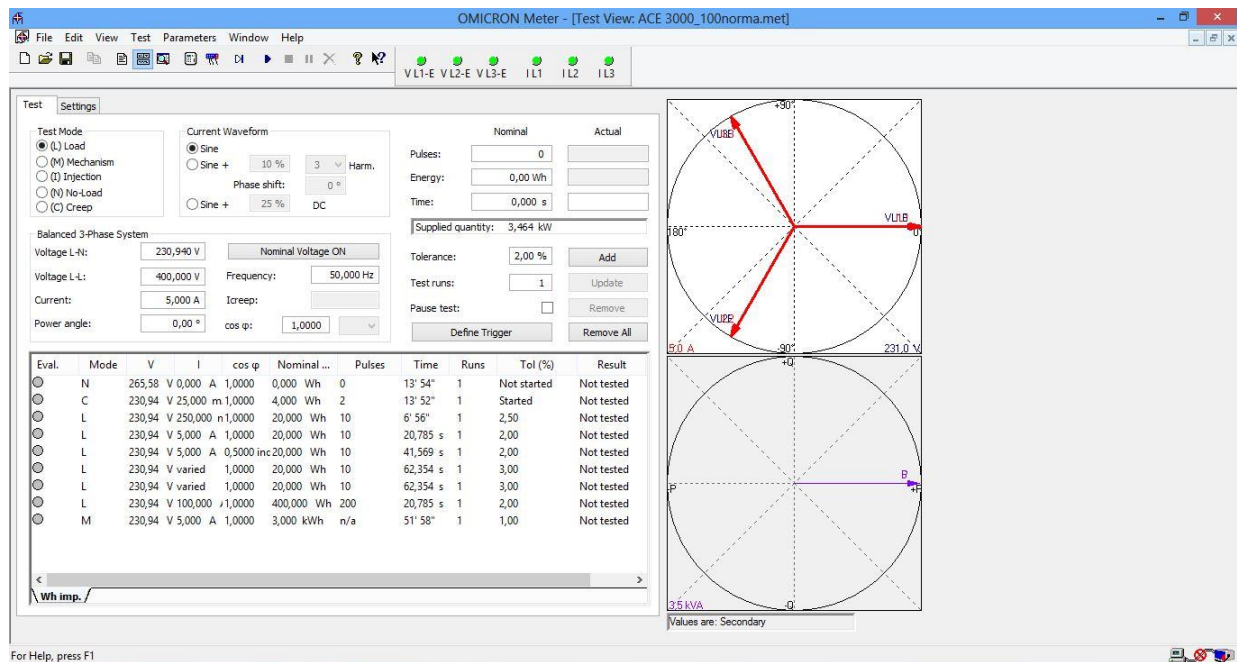 OMICRON Meter - [Test View: ACE 3000_100norma.met]
File Edit View Test Parameters Window Help
V L1-E V L2-E V L3-E I L1 I L2 I L3
Test Settings
Test Mode
(L) Load
(M) Mechanism
(I) Injection
(N) No-Load
(C) Creep
Current Waveform
Sine
Sine + 10 % 3 Harm.
Phase shift: 0 °
Sine + 25 % DC
Balanced 3-Phase System
Voltage L-N: 230,940 V Nominal Voltage ON
Voltage L-L: 400,000 V Frequency: 50,000 Hz
Current: 5,000 A Icreep:
Power angle: 0,00 ° cos φ: 1,0000
Nominal Actual
Pulses: 0
Energy: 0,00 Wh
Time: 0,000 s
Supplied quantity: 3,464 kW
Tolerance: 2,00 % Add
Test runs: 1 Update
Pause test: Remove
Define Trigger Remove All
Eval. Mode V I cos φ Nominal ... Pulses Time Runs Tol (%) Result
N 265,58 V 0,000 A 1,0000 0,000 Wh 0 13' 54" 1 Not started Not tested
C 230,94 V 25,000 m 1,0000 4,000 Wh 2 13' 52" 1 Started Not tested
L 230,94 V 250,000 n 1,0000 20,000 Wh 10 6' 56" 1 2,50 Not tested
L 230,94 V 5,000 A 1,0000 20,000 Wh 10 20,785 s 1 2,00 Not tested
L 230,94 V 5,000 A 0,5000 inc 20,000 Wh 10 41,569 s 1 2,00 Not tested
L 230,94 V varied 1,0000 20,000 Wh 10 62,354 s 1 3,00 Not tested
L 230,94 V varied 1,0000 20,000 Wh 10 62,354 s 1 3,00 Not tested
L 230,94 V 100,000 1,0000 400,000 Wh 200 20,785 s 1 2,00 Not tested
M 230,94 V 5,000 A 1,0000 3,000 kWh n/a 51' 58" 1 1,00 Not tested
Wh imp.
+90°
180°
0°
5,0 A -90° 231,0 V
+Q
B
-P +P
3,5 kVA -Q
Values are: Secondary
For Help, press F1